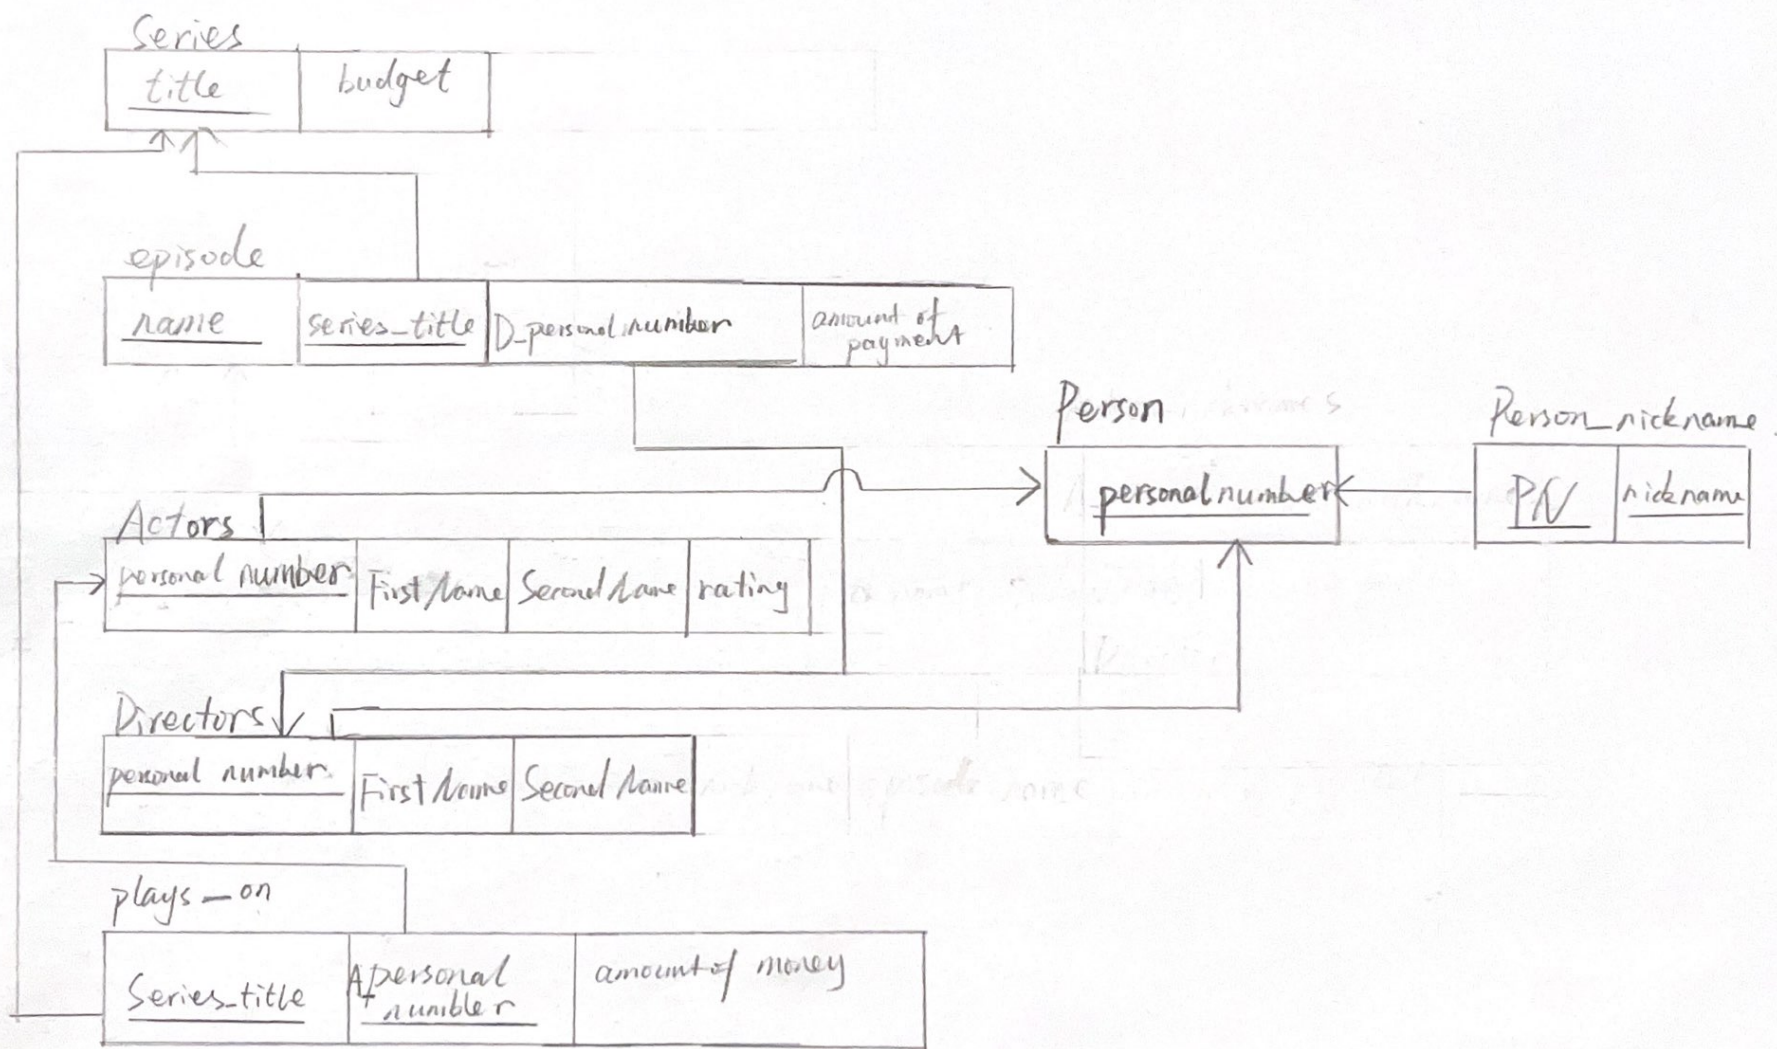 Series
title budget
episode
name series_title D_personal number amount of
payment
Person Person_nickname
personal number PN nickname
Actors
personal number First Name Second Name rating
Directors
personal number First Name Second Name
plays_on
Series_title A_personal
number amount of money